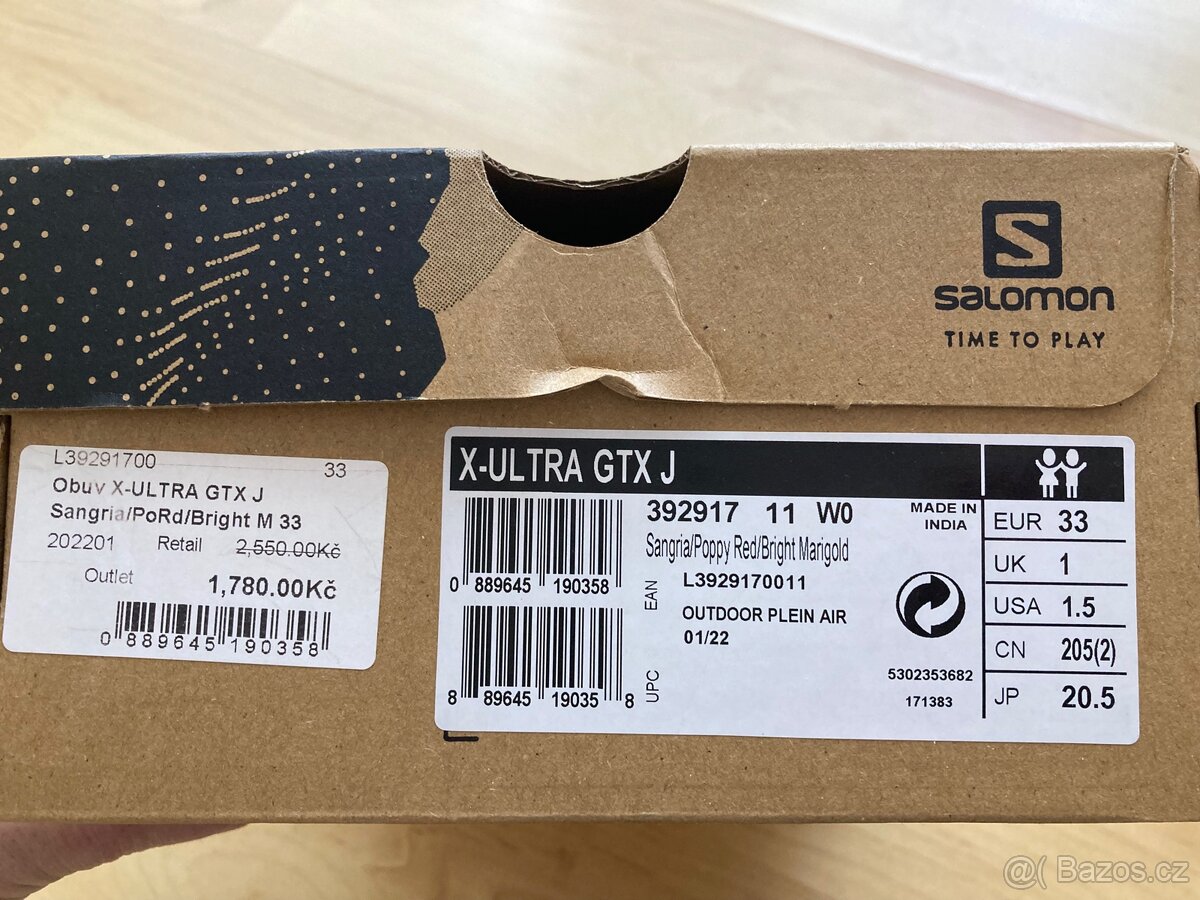 S
SALOMON
TIME TO PLAY
L39291700 33
Obuv X-ULTRA GTX J
Sangria/PoRd/Bright M 33
202201 Retail 2,550.00Kč
Outlet 1,780.00Kč
0 889645 190358
X-ULTRA GTX J
392917 11 W0
MADE IN
INDIA
Sangria/Poppy Red/Bright Marigold
L3929170011
OUTDOOR PLEIN AIR
01/22
0 889645 190358
EAN
8 89645 19035 8
UPC
5302353682
171383
EUR 33
UK 1
USA 1.5
CN 205(2)
JP 20.5
@( Bazos.cz